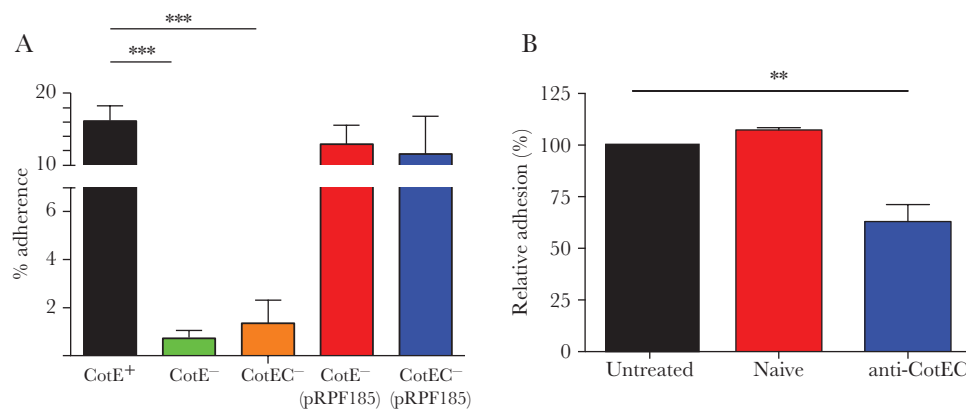 A
***
***
20
10
6
4
2
% adherence
CotE+
CotE−
CotEC−
CotE−
(pRPF185)
CotEC−
(pRPF185)
B
**
125
100
75
50
25
0
Relative adhesion (%)
Untreated
Naive
anti-CotEC